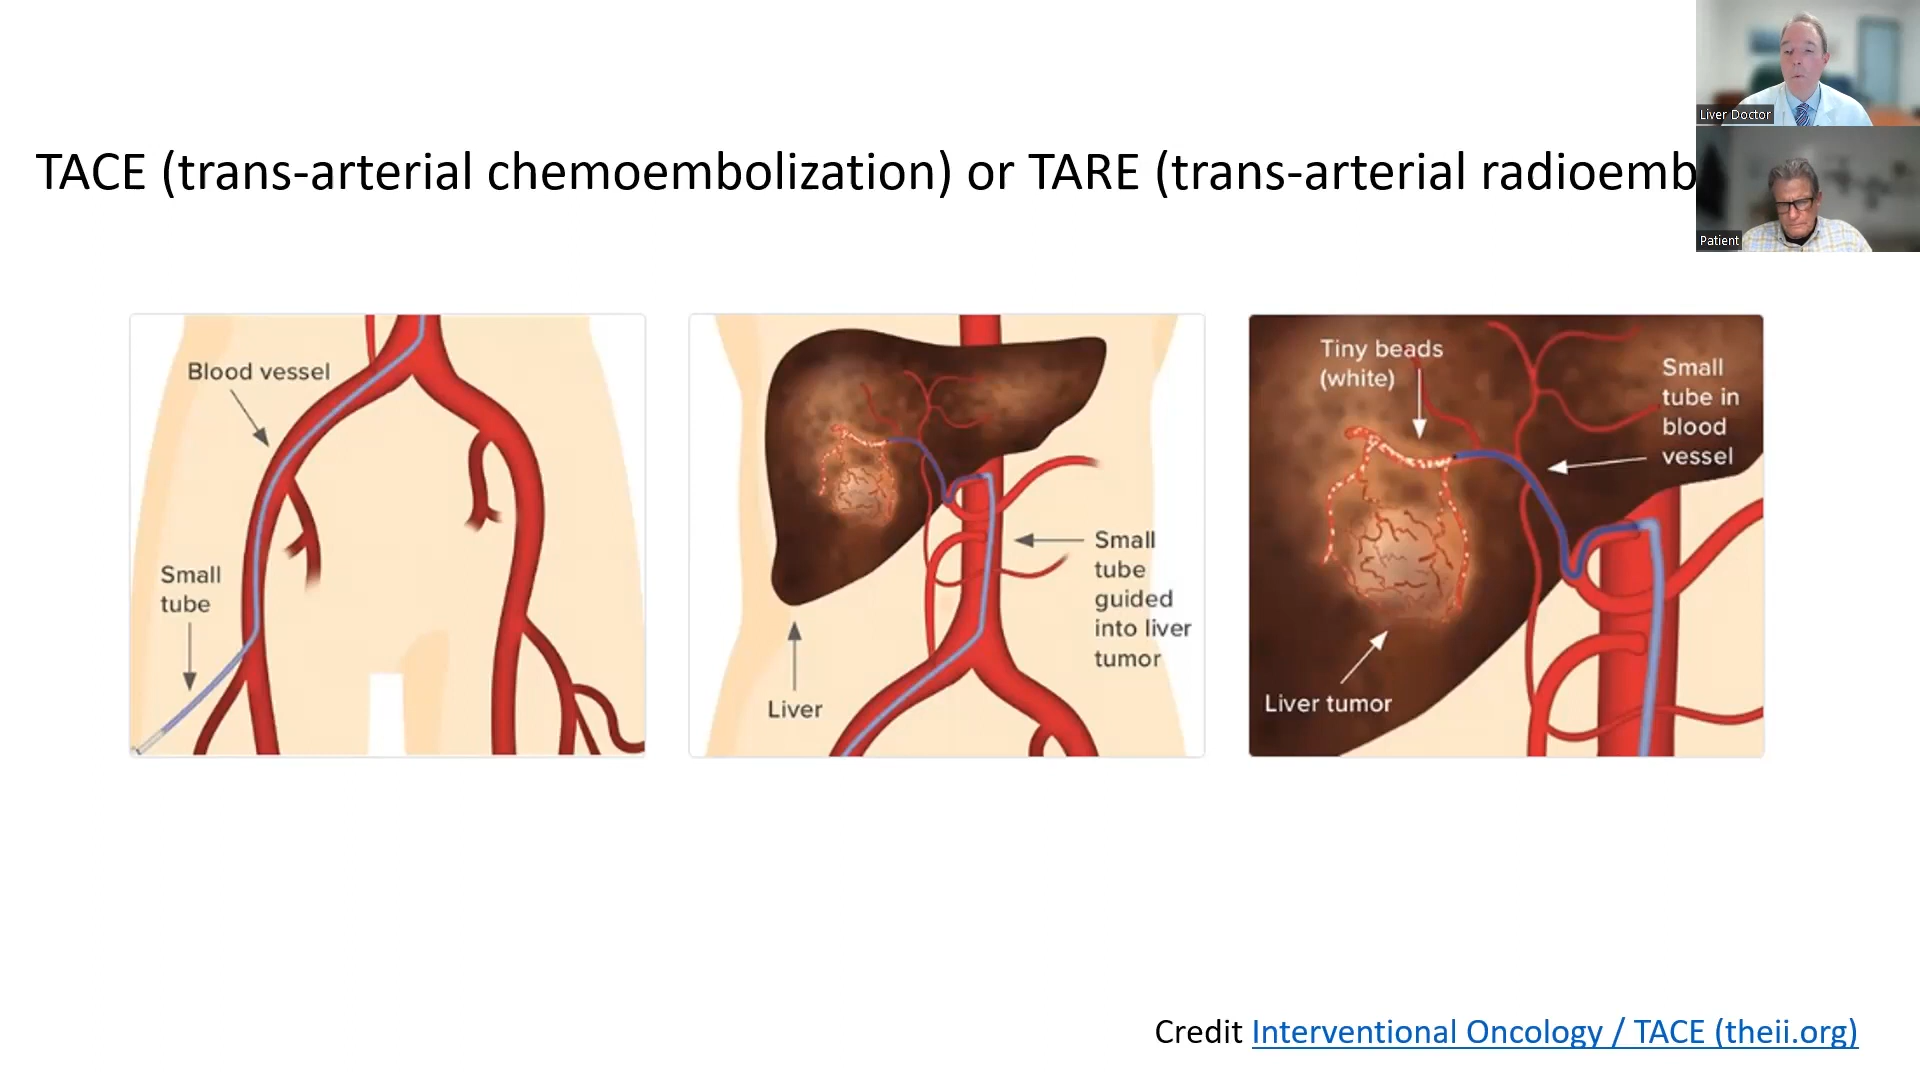 Liver Doctor
TACE (trans-arterial chemoembolization) or TARE (trans-arterial radioemb
Patient
Blood vessel
Small
tube
Small
tube
guided
into liver
tumor
Liver
Tiny beads
(white)
Small
tube in
blood
vessel
Liver tumor
Credit Interventional Oncology / TACE (theii.org)